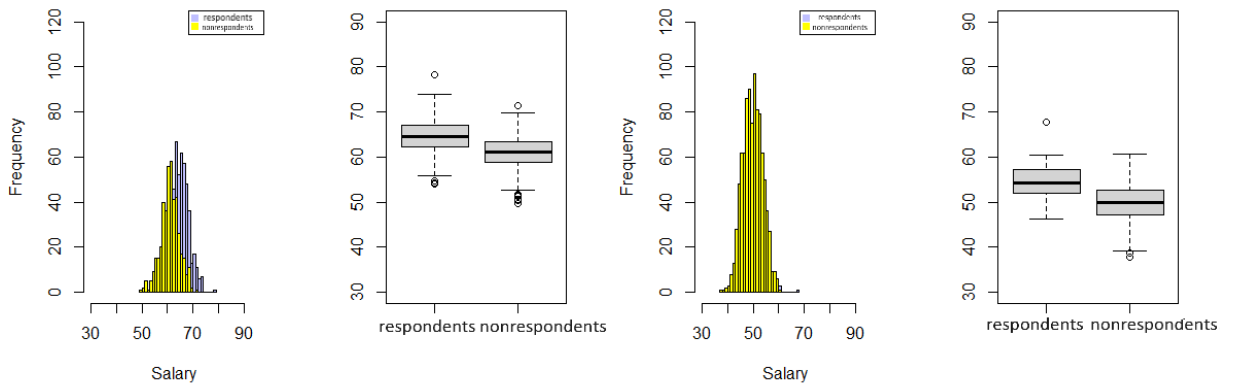 respondents
nonrespondents
Frequency
0 20 40 60 80 100 120
30 50 70 90
Salary
30 40 50 60 70 80 90
respondents nonrespondents
respondents
nonrespondents
Frequency
0 20 40 60 80 100 120
30 50 70 90
Salary
30 40 50 60 70 80 90
respondents nonrespondents